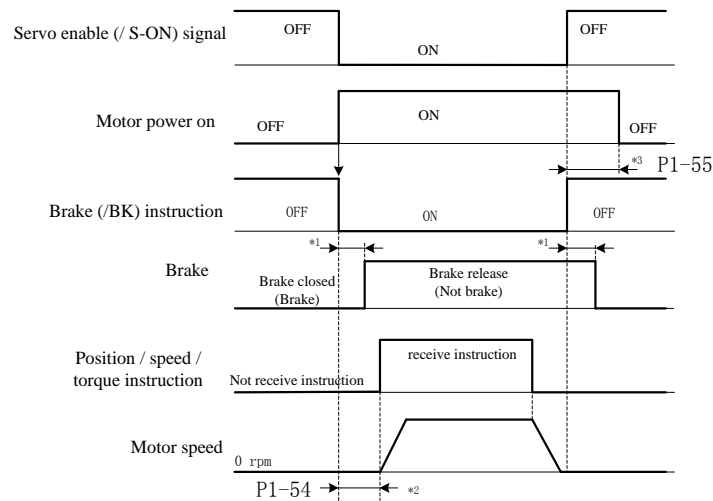 Servo enable (/ S-ON) signal
OFF
ON
OFF
Motor power on
OFF
ON
OFF
*3
P1-55
Brake (/BK) instruction
OFF
ON
OFF
*1
*1
Brake
Brake closed
(Brake)
Brake release
(Not brake)
Position / speed /
torque instruction
Not receive instruction
receive instruction
Motor speed
0 rpm
P1-54
*2